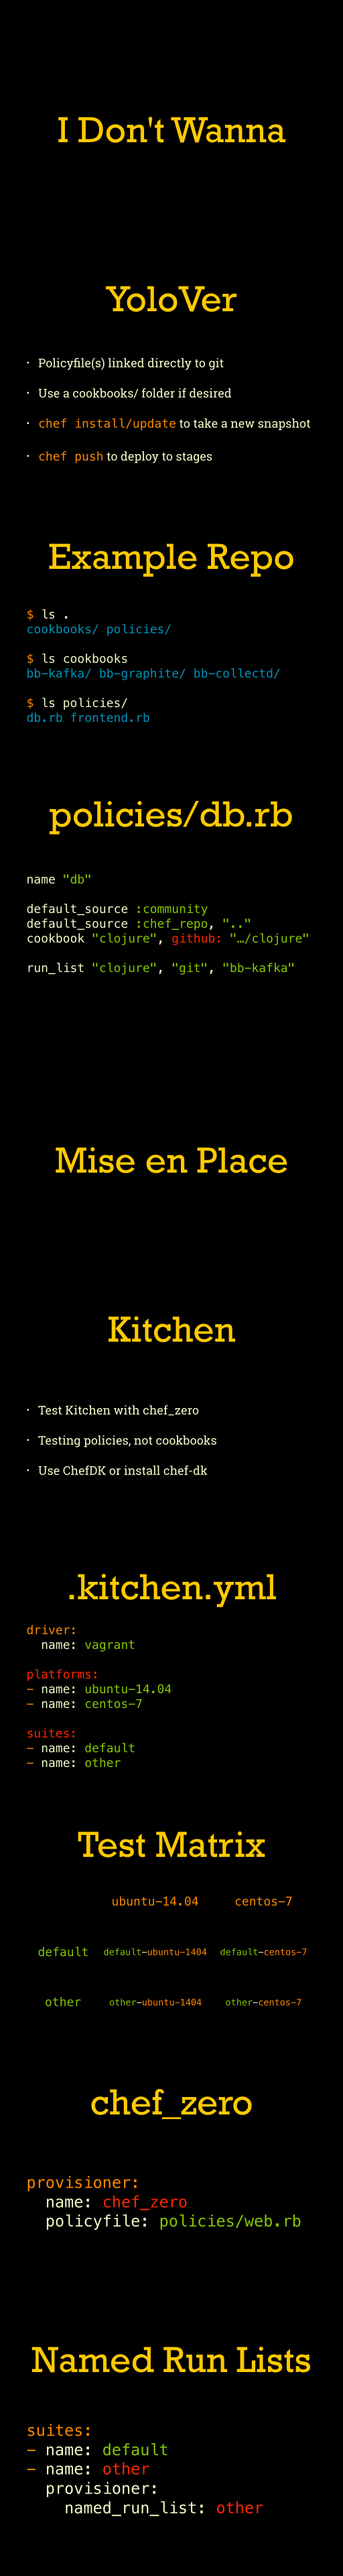 I Don't Wanna
YoloVer
• Policyfile(s) linked directly to git
• Use a cookbooks/ folder if desired
• chef install/update to take a new snapshot
• chef push to deploy to stages
Example Repo
$ ls .
cookbooks/ policies/
$ ls cookbooks
bb-kafka/ bb-graphite/ bb-collectd/
$ ls policies/
db.rb frontend.rb
policies/db.rb
name "db"
default_source :community
default_source :chef_repo, ".."
cookbook "clojure", github: "…/clojure"
run_list "clojure", "git", "bb-kafka"
Mise en Place
Kitchen
• Test Kitchen with chef_zero
• Testing policies, not cookbooks
• Use ChefDK or install chef-dk
.kitchen.yml
driver:
  name: vagrant
platforms:
- name: ubuntu-14.04
- name: centos-7
suites:
- name: default
- name: other
Test Matrix
ubuntu-14.04 centos-7
default default-ubuntu-1404 default-centos-7
other other-ubuntu-1404 other-centos-7
chef_zero
provisioner:
  name: chef_zero
  policyfile: policies/web.rb
Named Run Lists
suites:
- name: default
- name: other
  provisioner:
    named_run_list: other